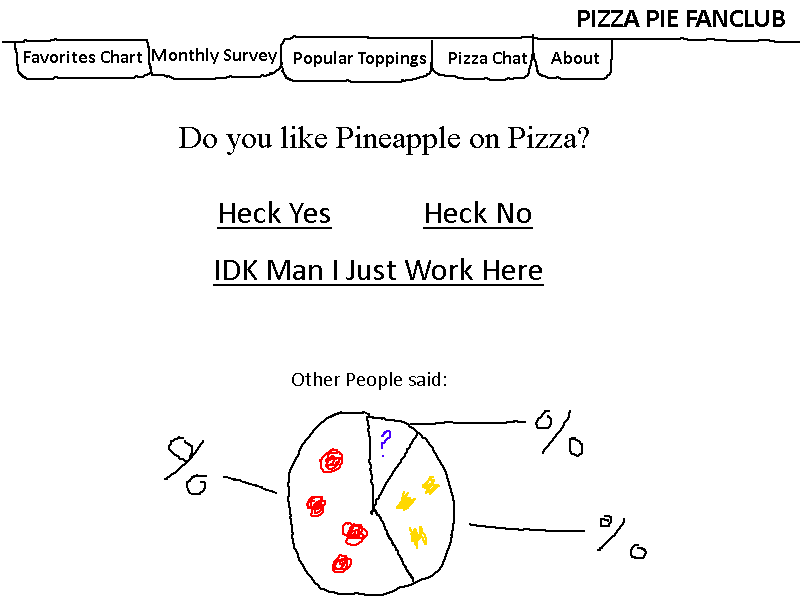 PIZZA PIE FANCLUB
Favorites Chart Monthly Survey Popular Toppings Pizza Chat About
Do you like Pineapple on Pizza?
Heck Yes Heck No
IDK Man I Just Work Here
Other People said:
? %
%
%